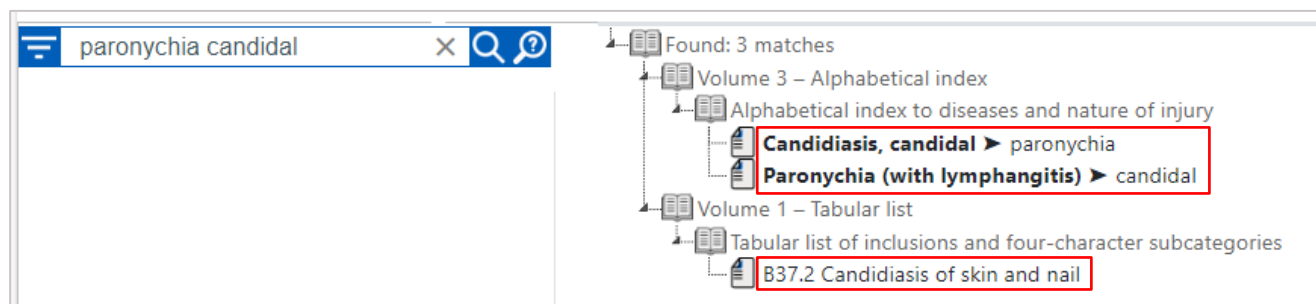 paronychia candidal
Found: 3 matches
Volume 3 – Alphabetical index
Alphabetical index to diseases and nature of injury
Candidiasis, candidal ➤ paronychia
Paronychia (with lymphangitis) ➤ candidal
Volume 1 – Tabular list
Tabular list of inclusions and four-character subcategories
B37.2 Candidiasis of skin and nail